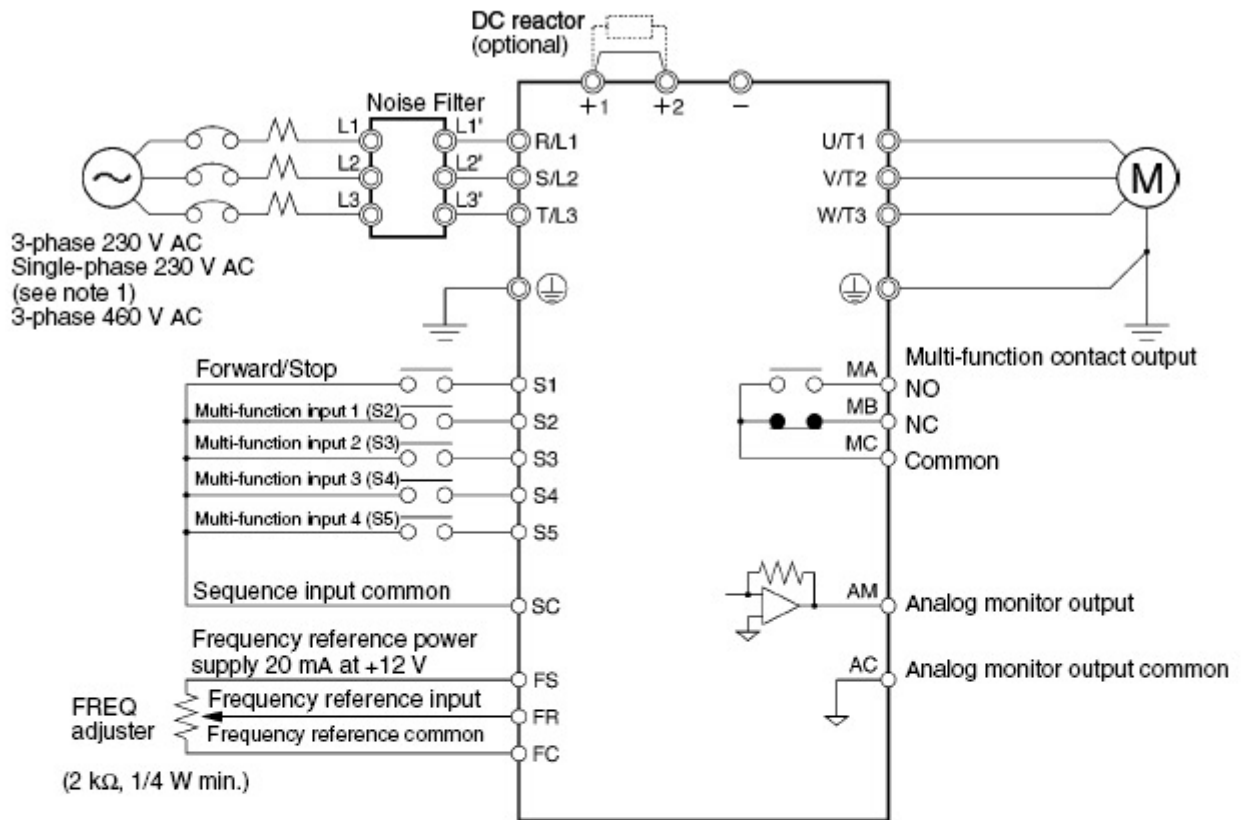 DC reactor
(optional)
+1
+2
−
Noise Filter
L1
L1'
R/L1
U/T1
L2
L2'
S/L2
V/T2
M
L3
L3'
T/L3
W/T3
3-phase 230 V AC
Single-phase 230 V AC
(see note 1)
3-phase 460 V AC
Forward/Stop
S1
Multi-function input 1 (S2)
S2
Multi-function input 2 (S3)
S3
Multi-function input 3 (S4)
S4
Multi-function input 4 (S5)
S5
Sequence input common
SC
Multi-function contact output
MA
NO
MB
NC
MC
Common
AM
Analog monitor output
AC
Analog monitor output common
Frequency reference power
supply 20 mA at +12 V
FS
FREQ
adjuster
Frequency reference input
FR
Frequency reference common
FC
(2 kΩ, 1/4 W min.)